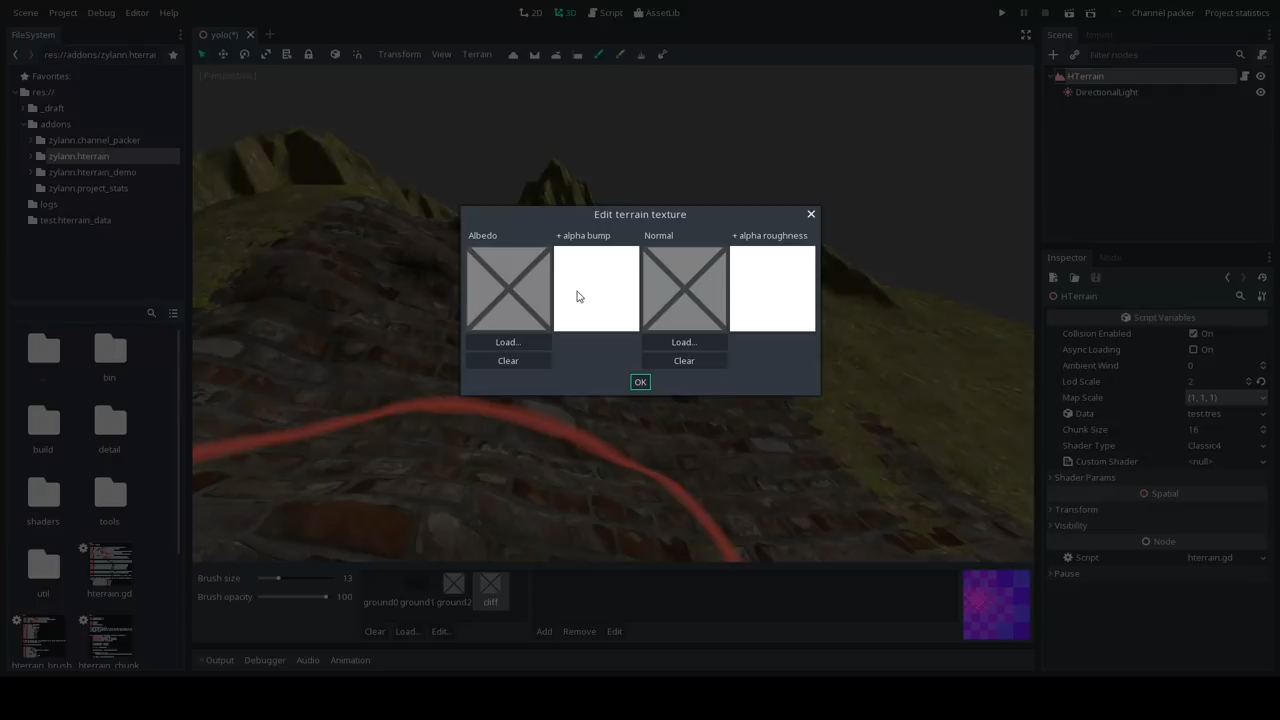 Scene Project Debug Editor Help
2D 3D Script AssetLib
Channel packer Project statistics
FileSystem
res://addons/zylann.hterrai
Favorites:
res://
_draft
addons
zylann.channel_packer
zylann.hterrain
zylann.hterrain_demo
zylann.project_stats
logs
test.hterrain_data
..
bin
build
detail
shaders
tools
util
hterrain.gd
hterrain_brush
hterrain_chunk
yolo(*)
Transform View Terrain
[ Perspective ]
Edit terrain texture
Albedo + alpha bump Normal + alpha roughness
Load... Load...
Clear Clear
OK
Brush size 13
Brush opacity 100
ground0 ground1 ground2 cliff
Clear Load... Edit... Add Remove Edit
Output Debugger Audio Animation
Scene Import
Filter nodes
HTerrain
DirectionalLight
Inspector Node
HTerrain
Script Variables
Collision Enabled On
Async Loading On
Ambient Wind 0
Lod Scale 2
Map Scale (1, 1, 1)
Data test.tres
Chunk Size 16
Shader Type Classic4
Custom Shader <null>
Shader Params
Spatial
Transform
Visibility
Node
Script hterrain.gd
Pause